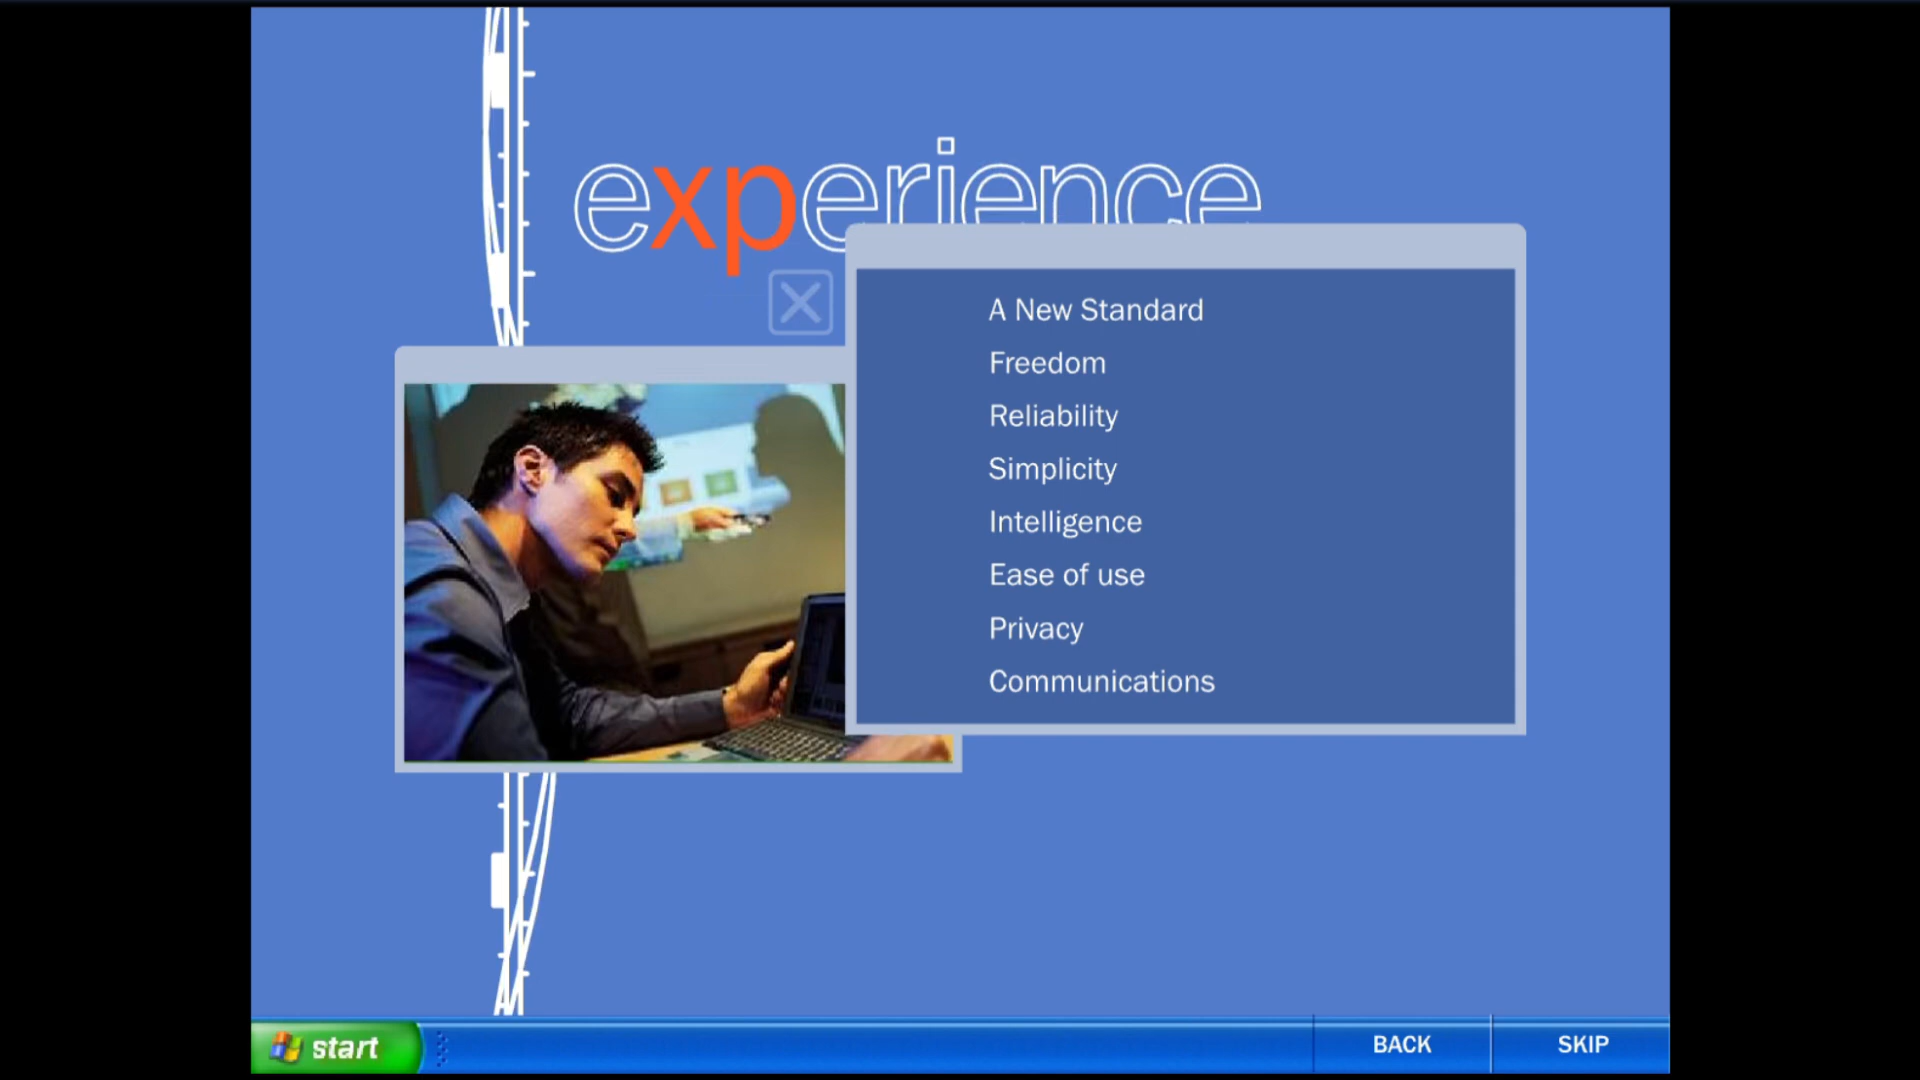 experience
A New Standard
Freedom
Reliability
Simplicity
Intelligence
Ease of use
Privacy
Communications
start
BACK
SKIP